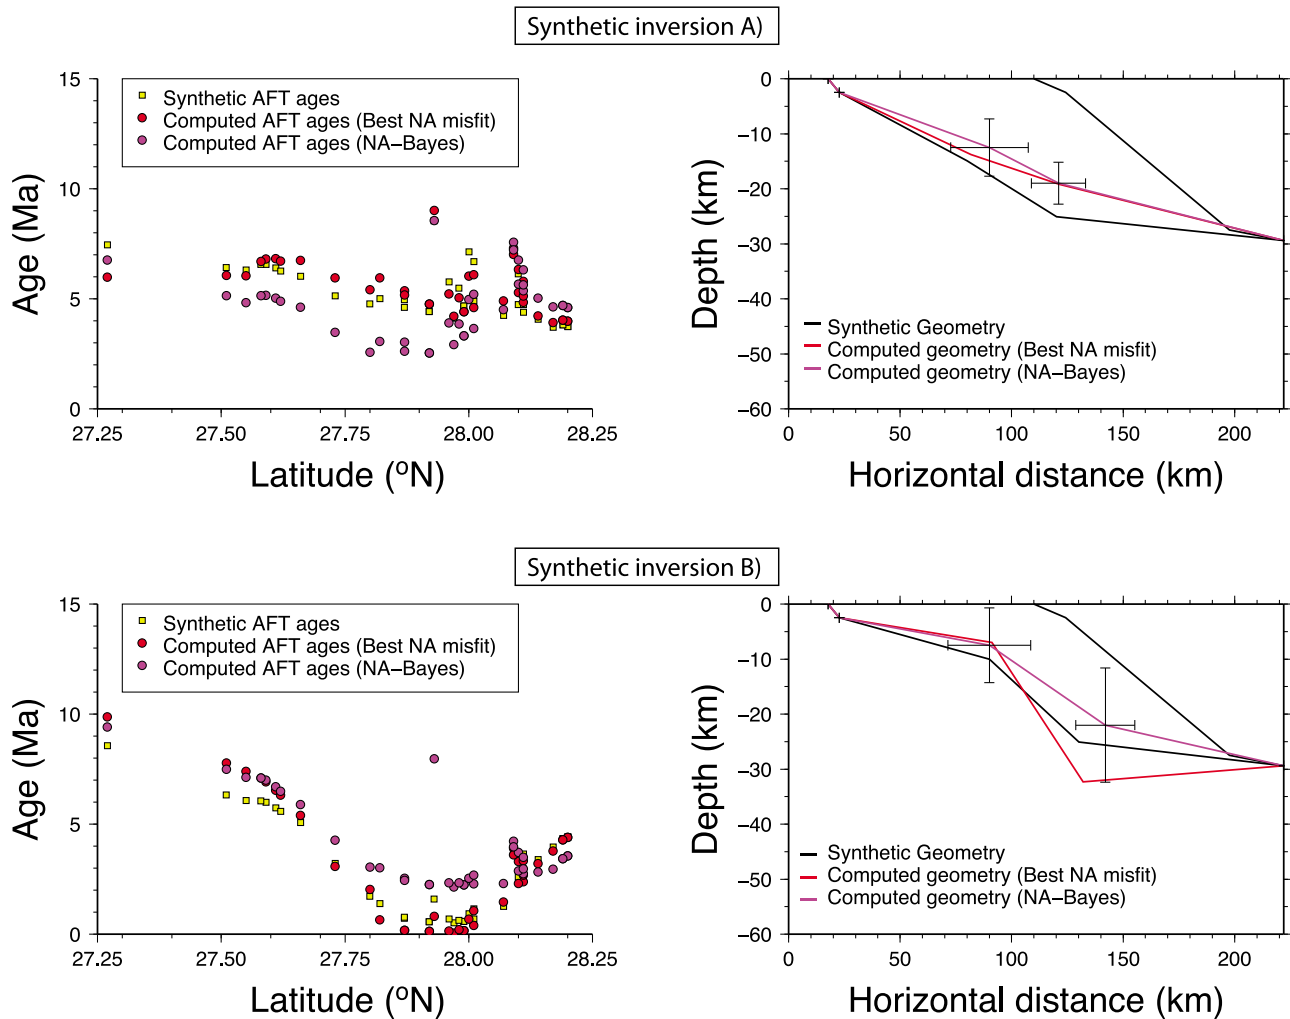 Synthetic inversion A)
15
10
5
0
Age (Ma)
Synthetic AFT ages
Computed AFT ages (Best NA misfit)
Computed AFT ages (NA−Bayes)
27.25
27.50
27.75
28.00
28.25
Latitude (°N)
0
−10
−20
−30
−40
−50
−60
Depth (km)
Synthetic Geometry
Computed geometry (Best NA misfit)
Computed geometry (NA−Bayes)
0
50
100
150
200
Horizontal distance (km)
Synthetic inversion B)
15
10
5
0
Age (Ma)
Synthetic AFT ages
Computed AFT ages (Best NA misfit)
Computed AFT ages (NA−Bayes)
27.25
27.50
27.75
28.00
28.25
Latitude (°N)
0
−10
−20
−30
−40
−50
−60
Depth (km)
Synthetic Geometry
Computed geometry (Best NA misfit)
Computed geometry (NA−Bayes)
0
50
100
150
200
Horizontal distance (km)